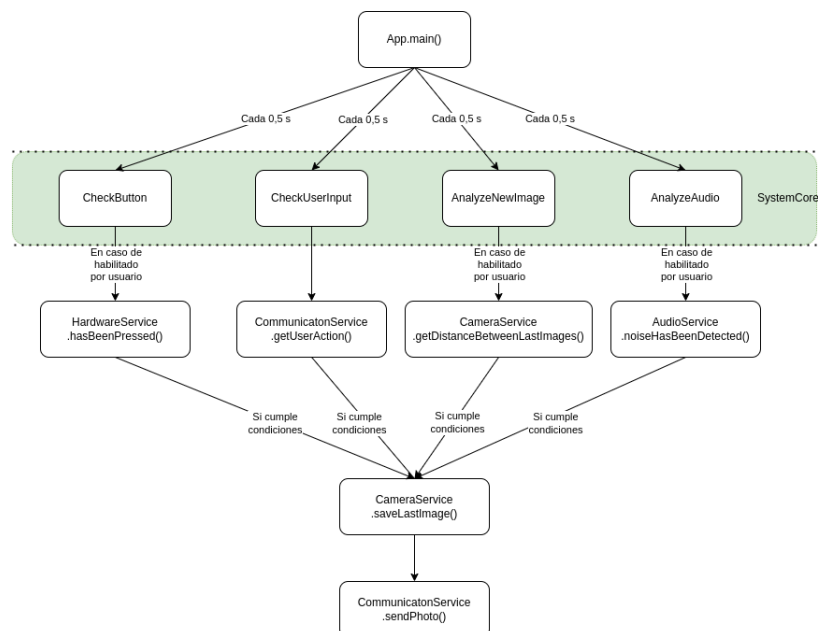 App.main()
Cada 0,5 s
Cada 0,5 s
Cada 0,5 s
Cada 0,5 s
CheckButton
CheckUserInput
AnalyzeNewImage
AnalyzeAudio
SystemCore
En caso de
habilitado
por usuario
En caso de
habilitado
por usuario
En caso de
habilitado
por usuario
HardwareService
.hasBeenPressed()
CommunicatonService
.getUserAction()
CameraService
.getDistanceBetweenLastImages()
AudioService
.noiseHasBeenDetected()
Si cumple
condiciones
Si cumple
condiciones
Si cumple
condiciones
Si cumple
condiciones
CameraService
.saveLastImage()
CommunicatonService
.sendPhoto()